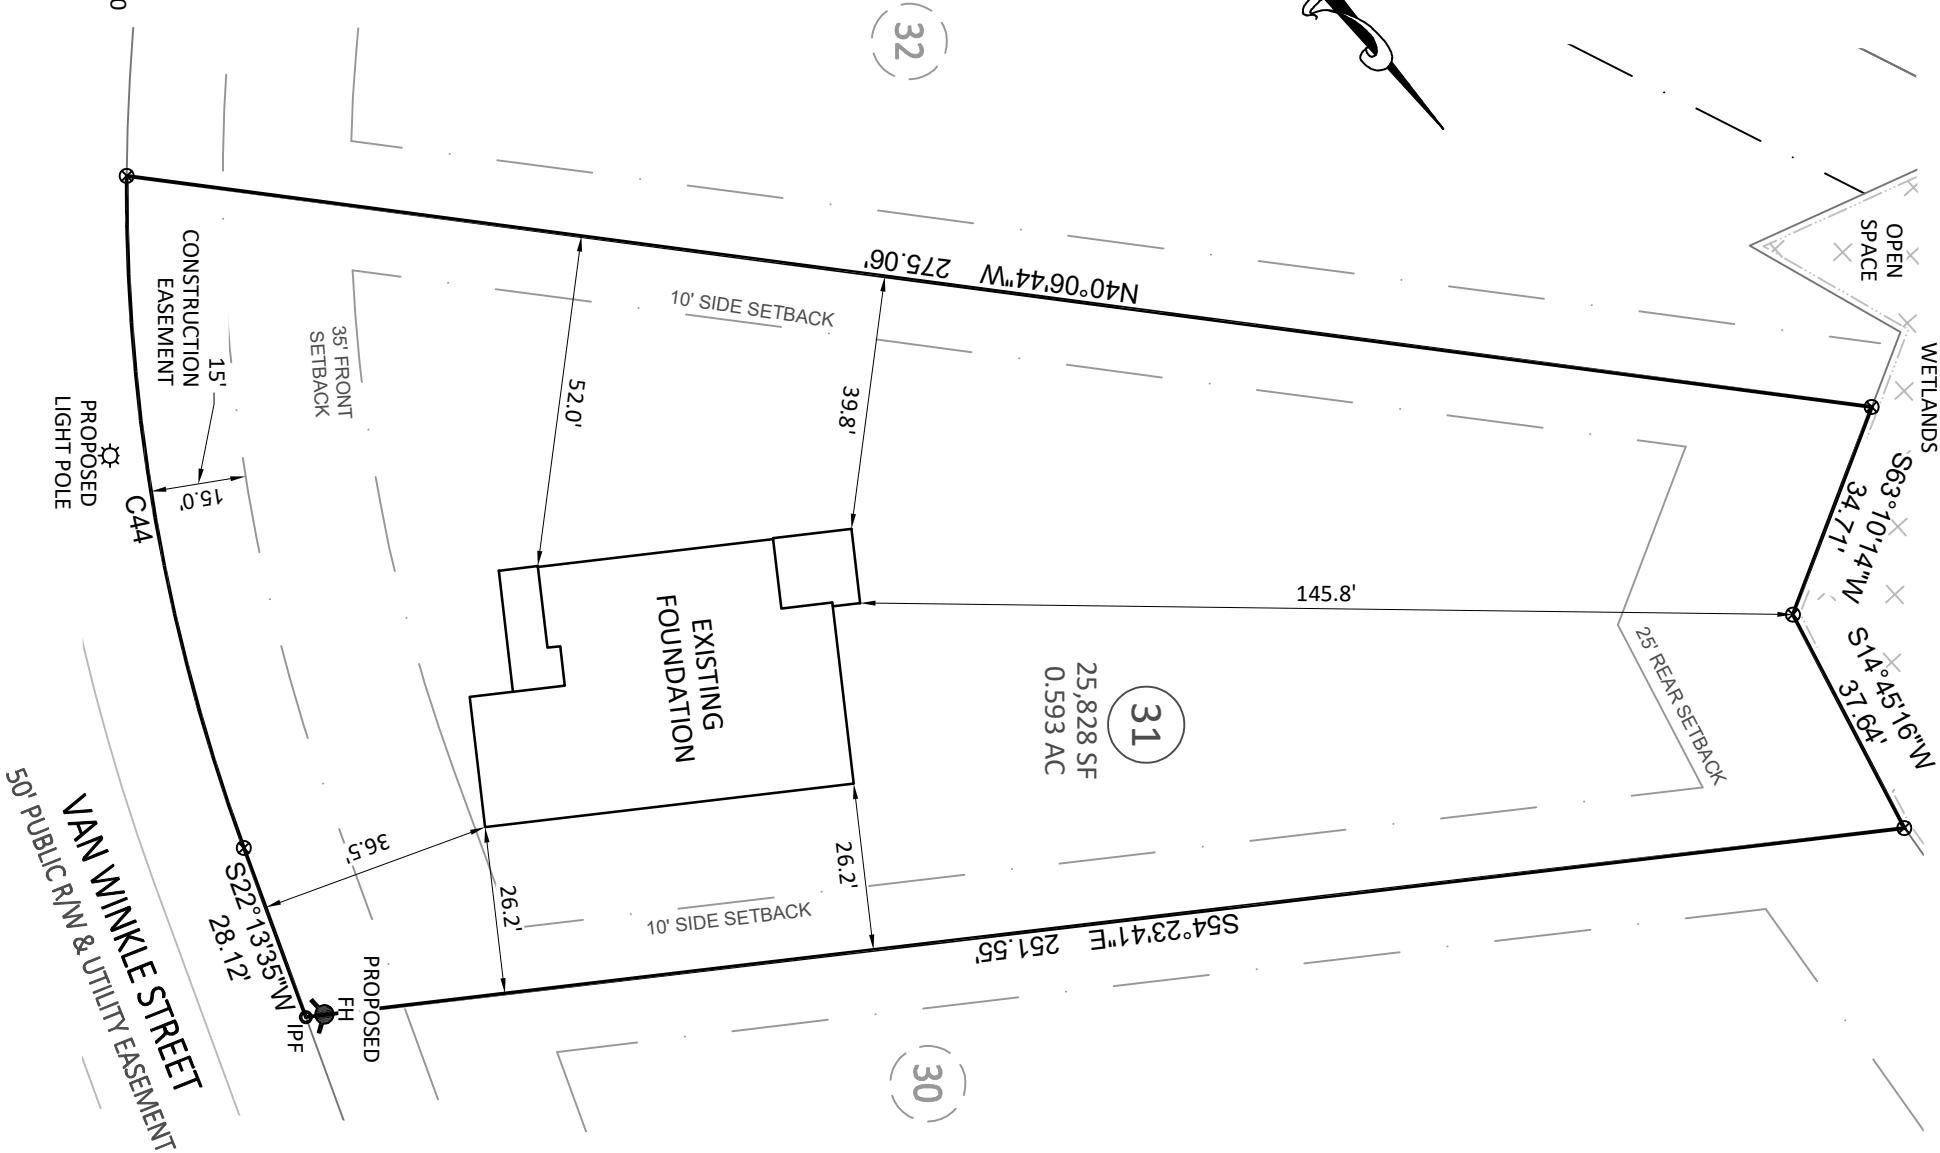 32
OPEN
SPACE
WETLANDS
N40°06'44"W 275.06'
10' SIDE SETBACK
CONSTRUCTION
EASEMENT
15'
35' FRONT
SETBACK
52.0'
39.8'
PROPOSED
LIGHT POLE
15.0'
C44
S63°10'14"W
34.71'
145.8'
EXISTING
FOUNDATION
31
25,828 SF
0.593 AC
25' REAR SETBACK
S14°45'16"W
37.64'
36.5'
26.2'
26.2'
10' SIDE SETBACK
S54°23'41"E 251.55'
S22°13'35"W
28.12'
PROPOSED
FH
IPF
VAN WINKLE STREET
50' PUBLIC R/W & UTILITY EASEMENT
30